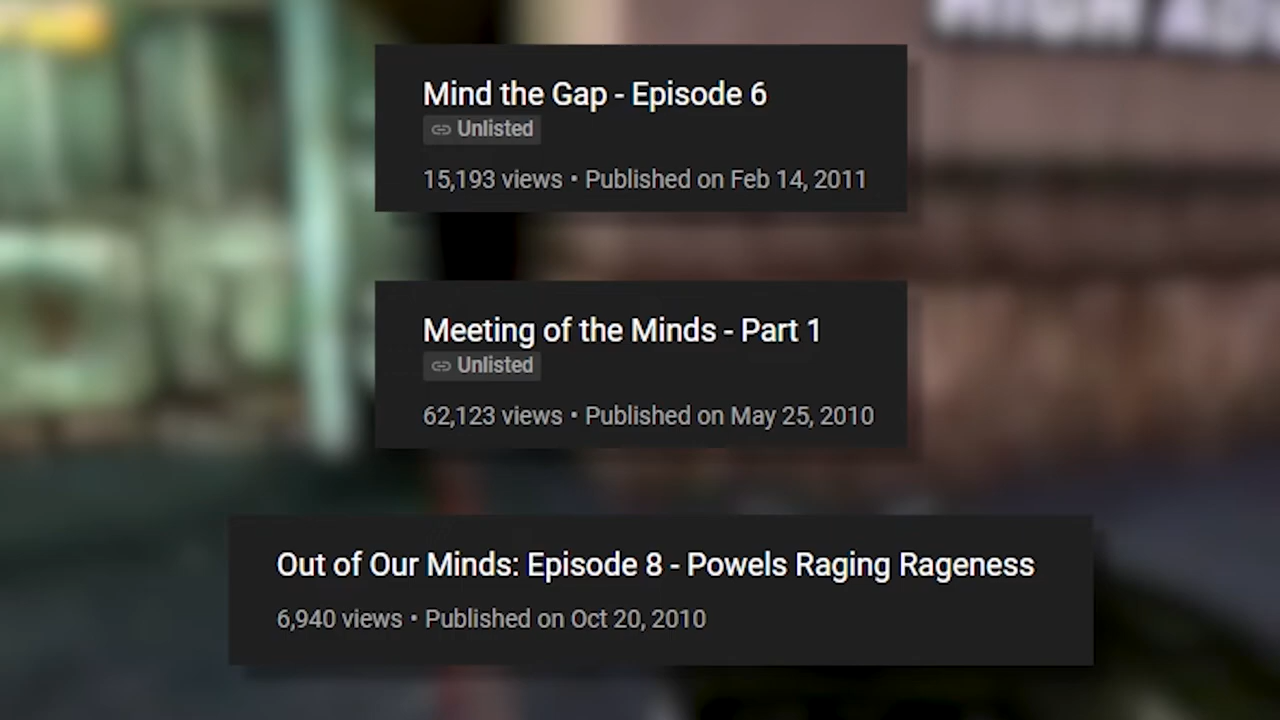 HIGH
Mind the Gap - Episode 6
Unlisted
15,193 views • Published on Feb 14, 2011
Meeting of the Minds - Part 1
Unlisted
62,123 views • Published on May 25, 2010
Out of Our Minds: Episode 8 - Powels Raging Rageness
6,940 views • Published on Oct 20, 2010